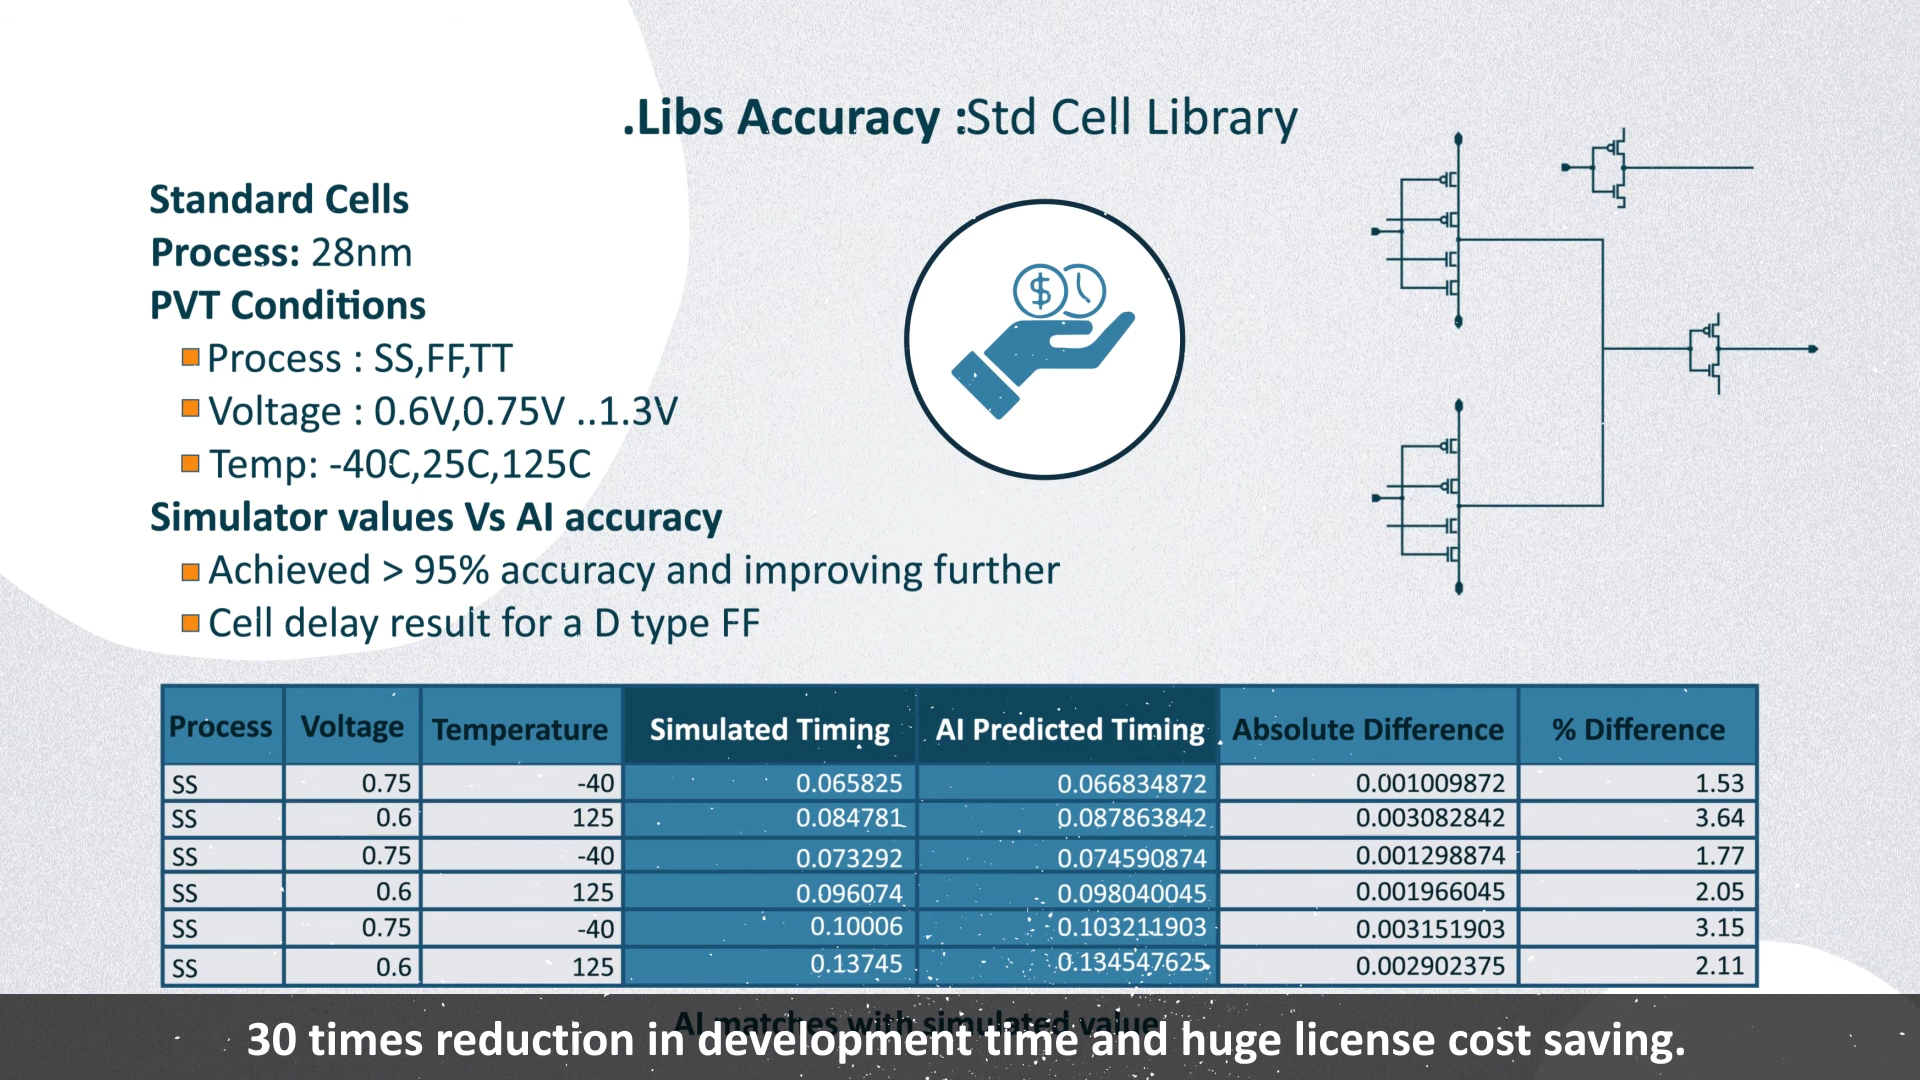 .Libs Accuracy :Std Cell Library
Standard Cells
Process: 28nm
PVT Conditions
Process : SS,FF,TT
Voltage : 0.6V,0.75V ..1.3V
Temp: -40C,25C,125C
Simulator values Vs AI accuracy
Achieved > 95% accuracy and improving further
Cell delay result for a D type FF
$
Process Voltage Temperature Simulated Timing AI Predicted Timing Absolute Difference % Difference
SS 0.75 -40 0.065825 0.066834872 0.001009872 1.53
SS 0.6 125 0.084781 0.087863842 0.003082842 3.64
SS 0.75 -40 0.073292 0.074590874 0.001298874 1.77
SS 0.6 125 0.096074 0.098040045 0.001966045 2.05
SS 0.75 -40 0.10006 0.103211903 0.003151903 3.15
SS 0.6 125 0.13745 0.134547625 0.002902375 2.11
AI matches with simulated value
30 times reduction in development time and huge license cost saving.